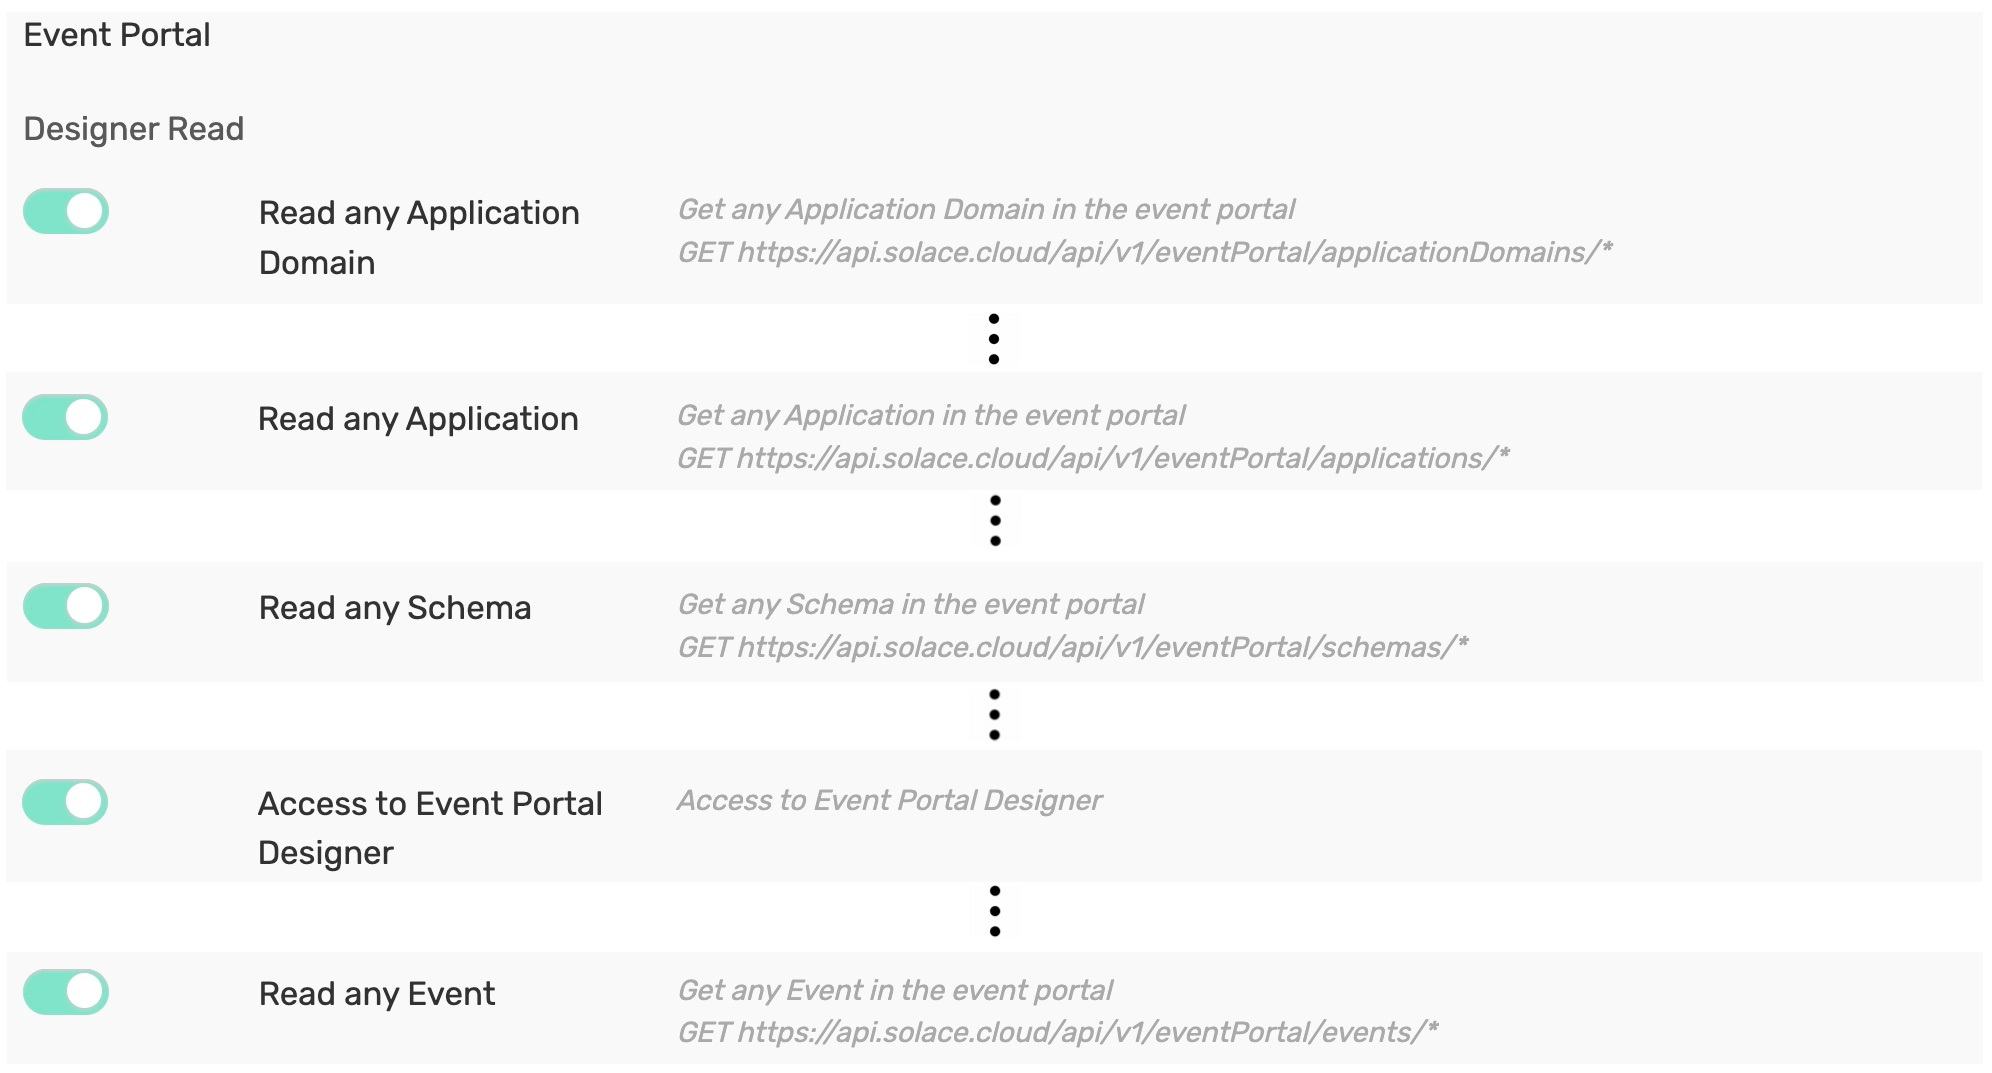 Event Portal
Designer Read
Read any Application
Domain
Get any Application Domain in the event portal
GET https://api.solace.cloud/api/v1/eventPortal/applicationDomains/*
Read any Application
Get any Application in the event portal
GET https://api.solace.cloud/api/v1/eventPortal/applications/*
Read any Schema
Get any Schema in the event portal
GET https://api.solace.cloud/api/v1/eventPortal/schemas/*
Access to Event Portal
Designer
Access to Event Portal Designer
Read any Event
Get any Event in the event portal
GET https://api.solace.cloud/api/v1/eventPortal/events/*